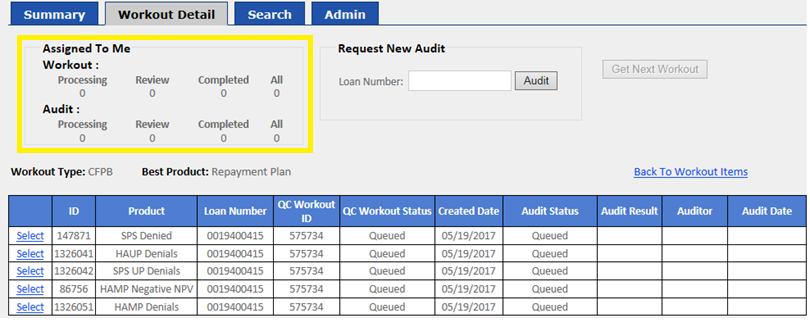 Summary Workout Detail Search Admin
Assigned To Me
Workout :
Processing Review Completed All
0 0 0 0
Audit :
Processing Review Completed All
0 0 0 0
Request New Audit
Loan Number: Audit
Get Next Workout
Workout Type: CFPB Best Product: Repayment Plan Back To Workout Items
ID Product Loan Number QC Workout ID QC Workout Status Created Date Audit Status Audit Result Auditor Audit Date
Select 147871 SPS Denied 0019400415 575734 Queued 05/19/2017 Queued
Select 1326041 HAUP Denials 0019400415 575734 Queued 05/19/2017 Queued
Select 1326042 SPS UP Denials 0019400415 575734 Queued 05/19/2017 Queued
Select 86756 HAMP Negative NPV 0019400415 575734 Queued 05/19/2017 Queued
Select 1326051 HAMP Denials 0019400415 575734 Queued 05/19/2017 Queued